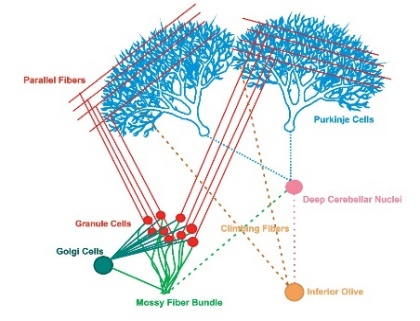 Parallel Fibers
Purkinje Cells
Deep Cerebellar Nuclei
Granule Cells
Climbing Fibers
Golgi Cells
Inferior Olive
Mossy Fiber Bundle